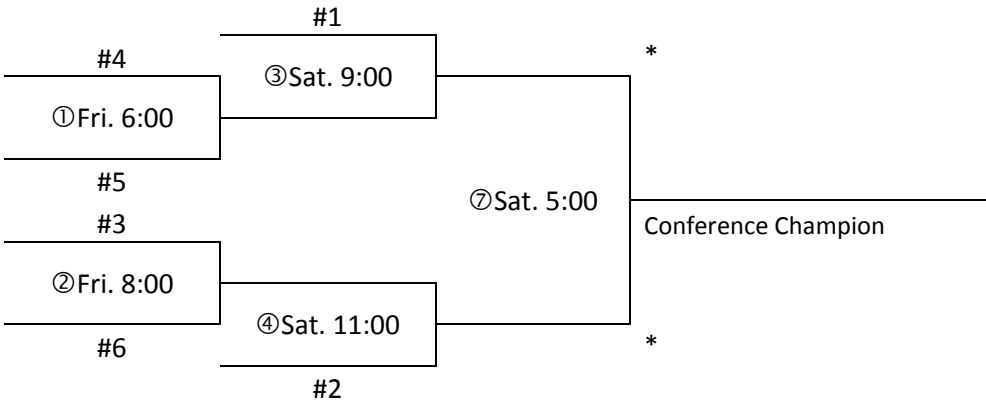 #1
*
#4
③Sat. 9:00
①Fri. 6:00
#5
⑦Sat. 5:00
#3
Conference Champion
②Fri. 8:00
④Sat. 11:00
*
#6
#2